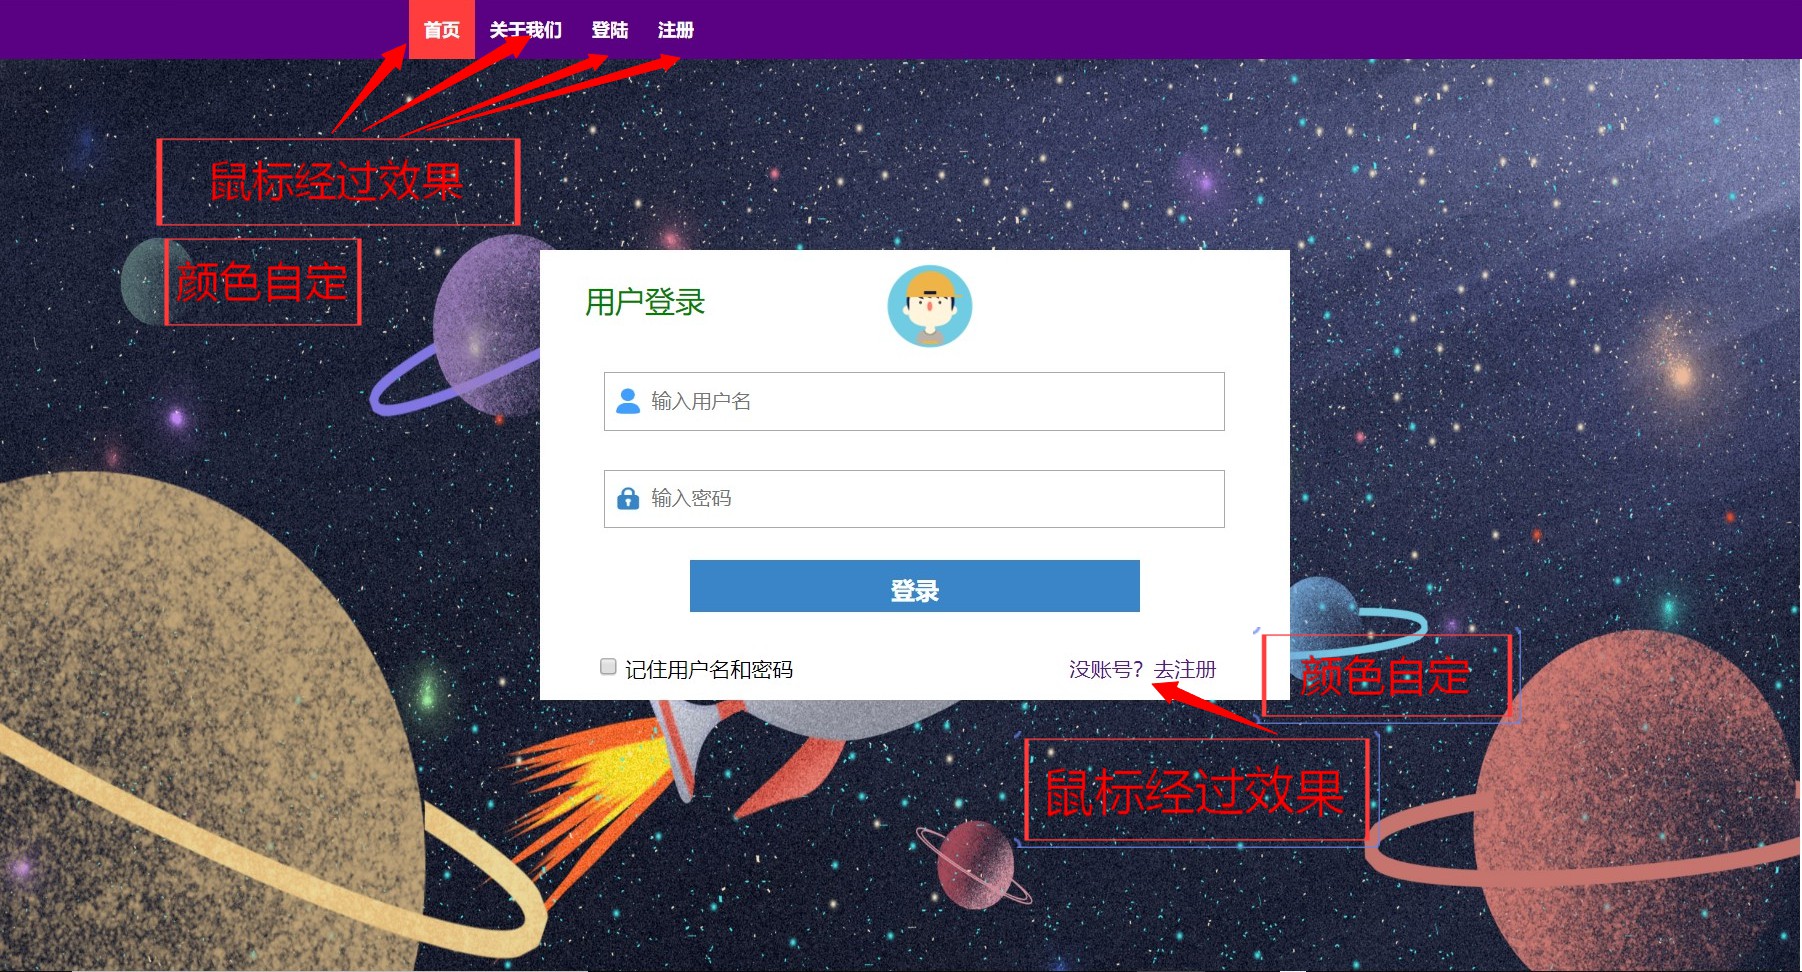 首页 关于我们 登陆 注册
鼠标经过效果
颜色自定
用户登录
输入用户名
输入密码
登录
记住用户名和密码 没账号？去注册
颜色自定
鼠标经过效果